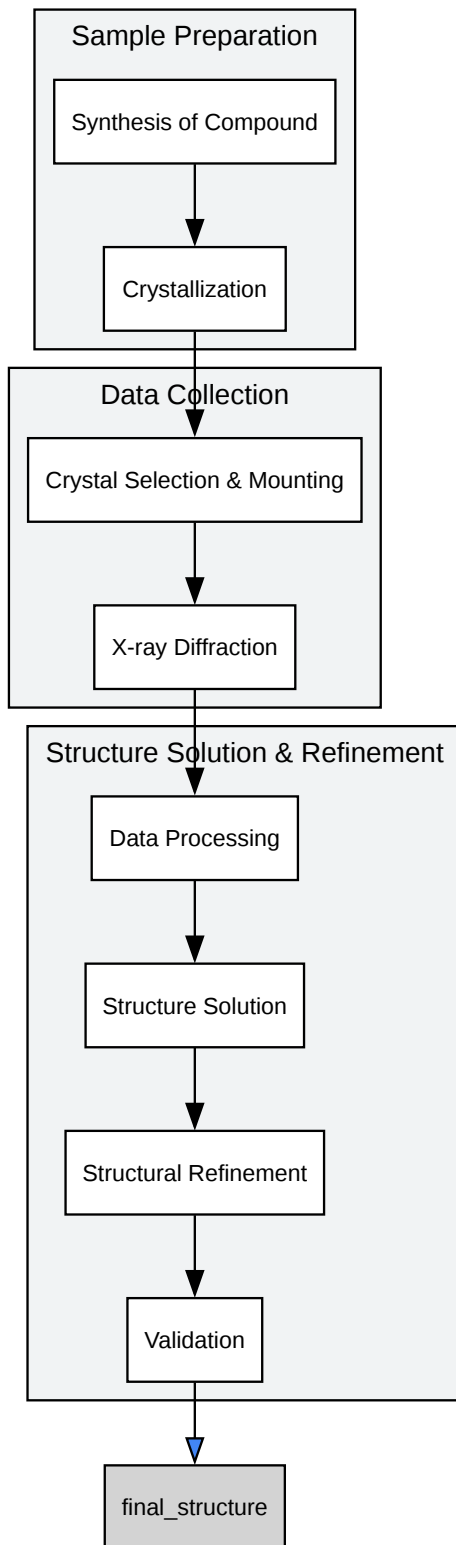 Sample Preparation
Synthesis of Compound
Crystallization
Data Collection
Crystal Selection & Mounting
X-ray Diffraction
Structure Solution & Refinement
Data Processing
Structure Solution
Structural Refinement
Validation
final_structure